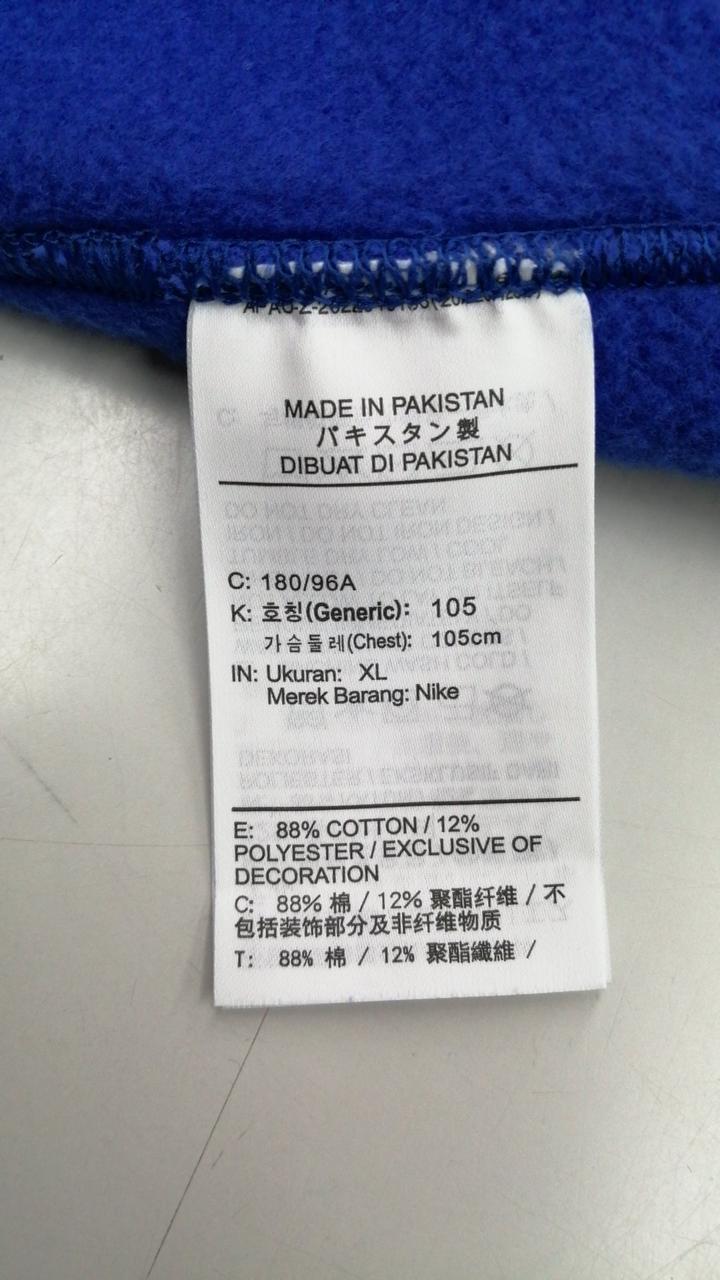 MADE IN PAKISTAN
パキスタン製
DIBUAT DI PAKISTAN
C: 180/96A
K: 호칭(Generic): 105
가슴둘레(Chest): 105cm
IN: Ukuran: XL
Merek Barang: Nike
E: 88% COTTON / 12%
POLYESTER / EXCLUSIVE OF
DECORATION
C: 88% 棉 / 12% 聚酯纤维 / 不
包括装饰部分及非纤维物质
T: 88% 棉 / 12% 聚酯纖維 /